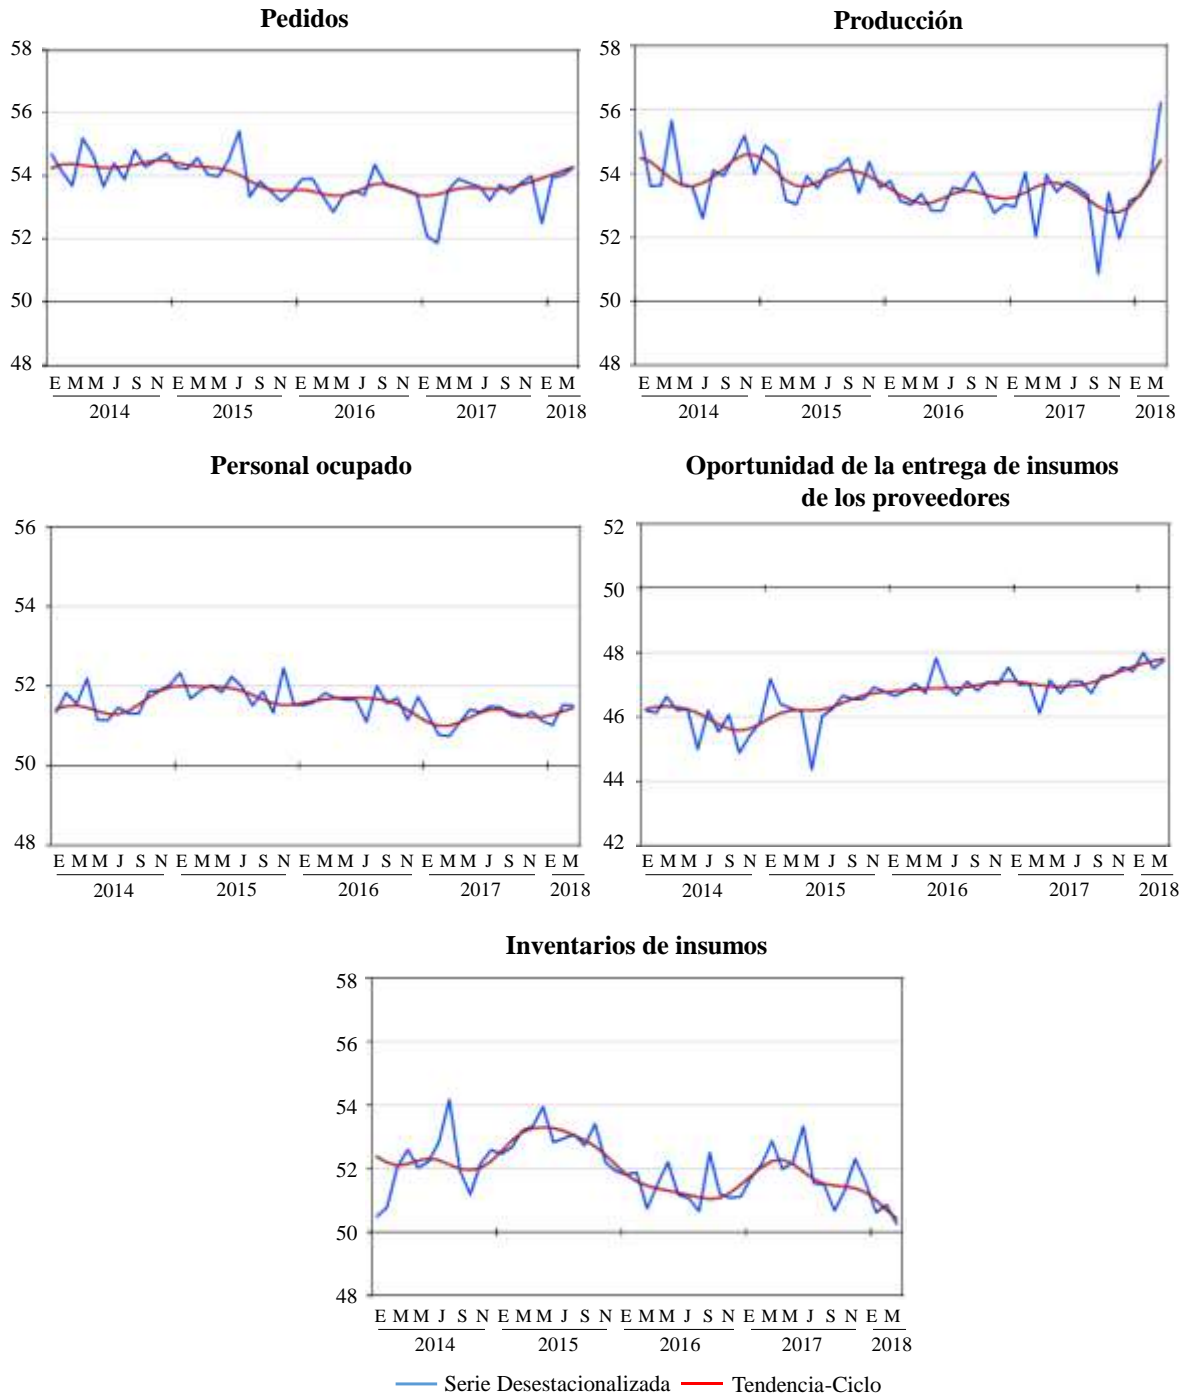 Pedidos
58
56
54
52
50
48
E M M J S N E M M J S N E M M J S N E M M J S N E M
2014 2015 2016 2017 2018
Producción
58
56
54
52
50
48
E M M J S N E M M J S N E M M J S N E M M J S N E M
2014 2015 2016 2017 2018
Personal ocupado
56
54
52
50
48
E M M J S N E M M J S N E M M J S N E M M J S N E M
2014 2015 2016 2017 2018
Oportunidad de la entrega de insumos
de los proveedores
52
50
48
46
44
42
E M M J S N E M M J S N E M M J S N E M M J S N E M
2014 2015 2016 2017 2018
Inventarios de insumos
58
56
54
52
50
48
E M M J S N E M M J S N E M M J S N E M M J S N E M
2014 2015 2016 2017 2018
Serie Desestacionalizada Tendencia-Ciclo